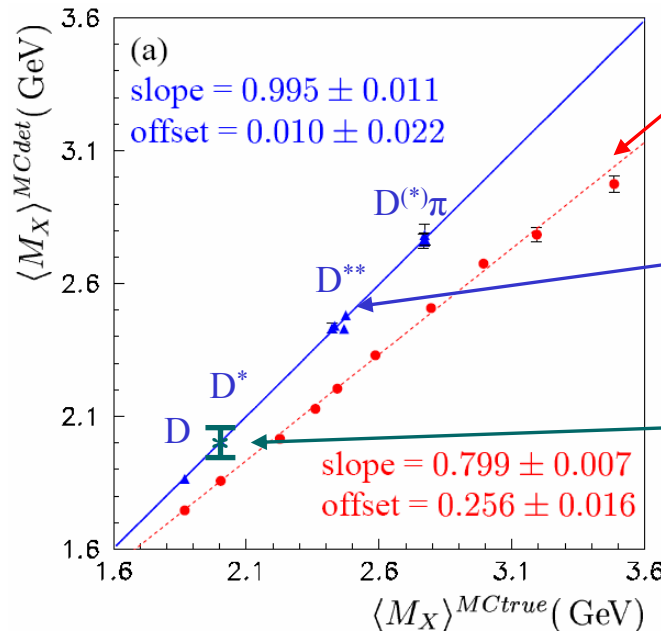 3.6
(a)
slope = 0.995 ± 0.011
offset = 0.010 ± 0.022
3.1
D(*)π
D**
2.6
D*
2.1
D
slope = 0.799 ± 0.007
offset = 0.256 ± 0.016
1.6
1.6 2.1 2.6 3.1 3.6
⟨M_X⟩^MCtrue (GeV)
⟨M_X⟩^MCdet (GeV)